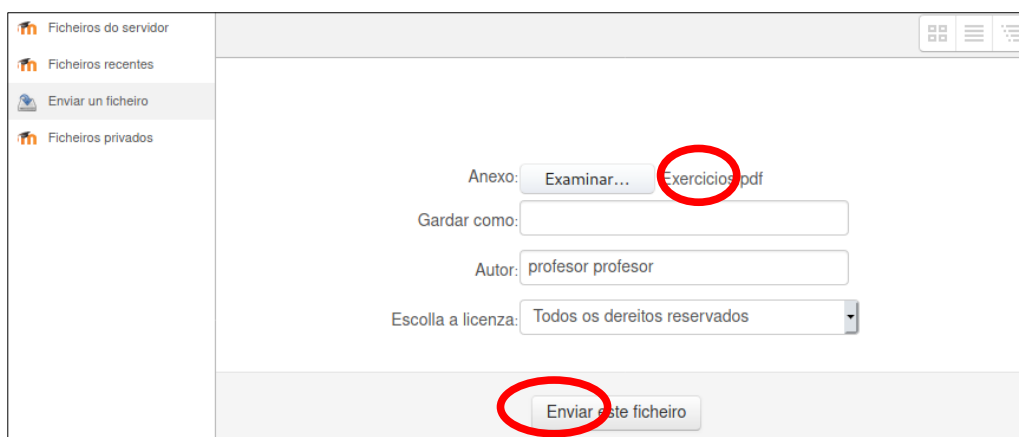 Ficheiros do servidor
Ficheiros recentes
Enviar un ficheiro
Ficheiros privados
Anexo: Examinar... Exercicios.pdf
Gardar como:
Autor: profesor profesor
Escolla a licenza: Todos os dereitos reservados
Enviar este ficheiro